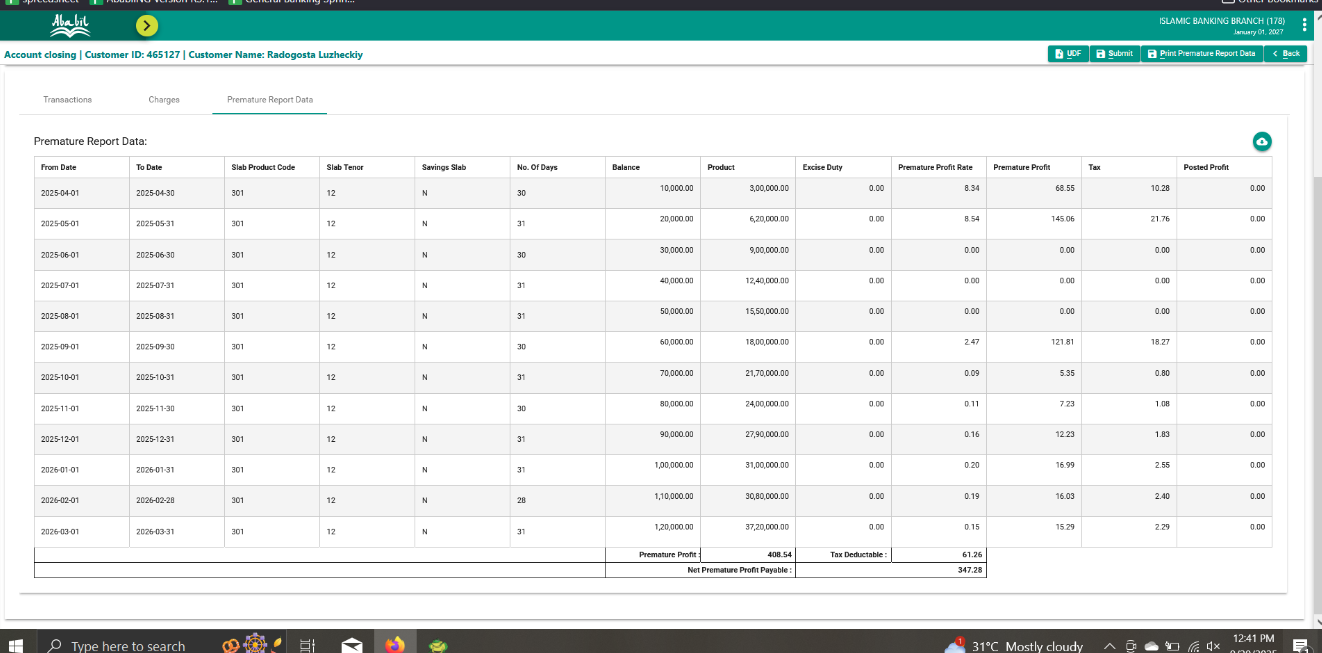 spreedsheet
AbabilNG Version N5.1...
General Banking Sprin...
Other Bookmarks
Ababil
ISLAMIC BANKING BRANCH (178)
January 01, 2027
Account closing | Customer ID: 465127 | Customer Name: Radogosta Luzheckiy
UDF Submit Print Premature Report Data Back
Transactions Charges Premature Report Data
Premature Report Data:
From Date To Date Slab Product Code Slab Tenor Savings Slab No. Of Days Balance Product Excise Duty Premature Profit Rate Premature Profit Tax Posted Profit
2025-04-01 2025-04-30 301 12 N 30 10,000.00 3,00,000.00 0.00 8.34 68.55 10.28 0.00
2025-05-01 2025-05-31 301 12 N 31 20,000.00 6,20,000.00 0.00 8.54 145.06 21.76 0.00
2025-06-01 2025-06-30 301 12 N 30 30,000.00 9,00,000.00 0.00 0.00 0.00 0.00 0.00
2025-07-01 2025-07-31 301 12 N 31 40,000.00 12,40,000.00 0.00 0.00 0.00 0.00 0.00
2025-08-01 2025-08-31 301 12 N 31 50,000.00 15,50,000.00 0.00 0.00 0.00 0.00 0.00
2025-09-01 2025-09-30 301 12 N 30 60,000.00 18,00,000.00 0.00 2.47 121.81 18.27 0.00
2025-10-01 2025-10-31 301 12 N 31 70,000.00 21,70,000.00 0.00 0.09 5.35 0.80 0.00
2025-11-01 2025-11-30 301 12 N 30 80,000.00 24,00,000.00 0.00 0.11 7.23 1.08 0.00
2025-12-01 2025-12-31 301 12 N 31 90,000.00 27,90,000.00 0.00 0.16 12.23 1.83 0.00
2026-01-01 2026-01-31 301 12 N 31 1,00,000.00 31,00,000.00 0.00 0.20 16.99 2.55 0.00
2026-02-01 2026-02-28 301 12 N 28 1,10,000.00 30,80,000.00 0.00 0.19 16.03 2.40 0.00
2026-03-01 2026-03-31 301 12 N 31 1,20,000.00 37,20,000.00 0.00 0.15 15.29 2.29 0.00
Premature Profit : 408.54 Tax Deductable : 61.26
Net Premature Profit Payable : 347.28
Type here to search
1
31°C Mostly cloudy
12:41 PM